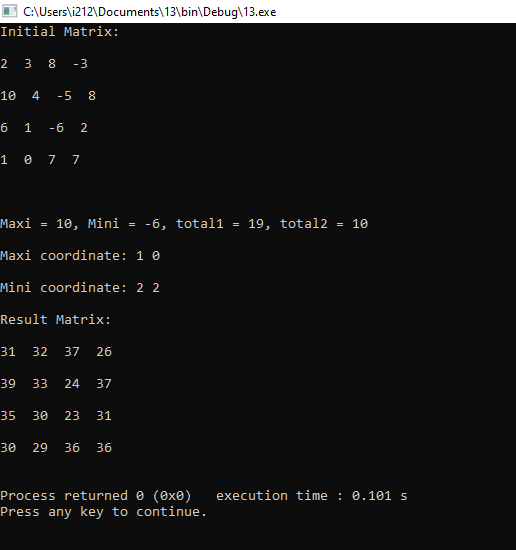 C:\Users\i212\Documents\13\bin\Debug\13.exe
Initial Matrix:
2  3  8  -3
10  4  -5  8
6  1  -6  2
1  0  7  7
Maxi = 10, Mini = -6, total1 = 19, total2 = 10
Maxi coordinate: 1 0
Mini coordinate: 2 2
Result Matrix:
31  32  37  26
39  33  24  37
35  30  23  31
30  29  36  36
Process returned 0 (0x0)   execution time : 0.101 s
Press any key to continue.